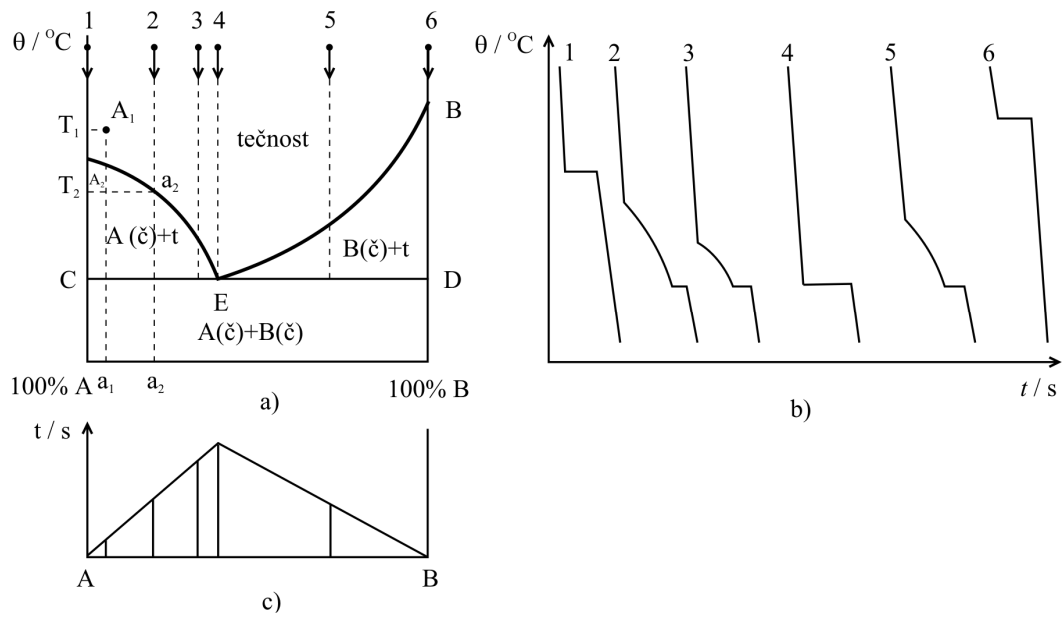 1 2 3 4 5 6
θ / °C
T₁ A₁ tečnost B
T₂ A₂ a₂
A (č)+t B(č)+t
C E D
A(č)+B(č)
100% A a₁ a₂ 100% B
a)
θ / °C
1 2 3 4 5 6
t / s
b)
t / s
A B
c)